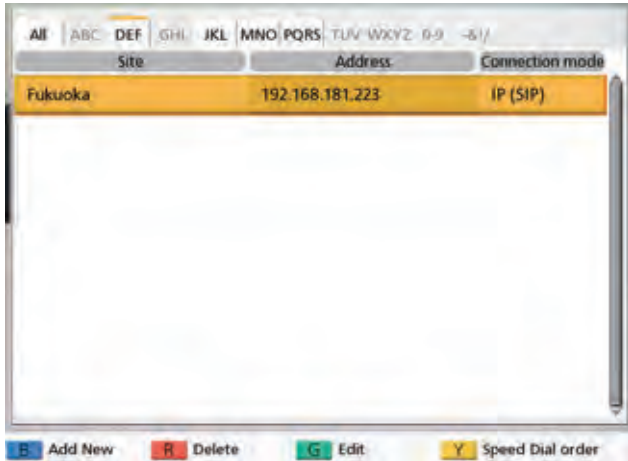 All ABC DEF GHI JKL MNO PQRS TUV WXYZ 0-9 -&!/
Site Address Connection mode
Fukuoka 192.168.181.223 IP (SIP)
B Add New R Delete G Edit Y Speed Dial order